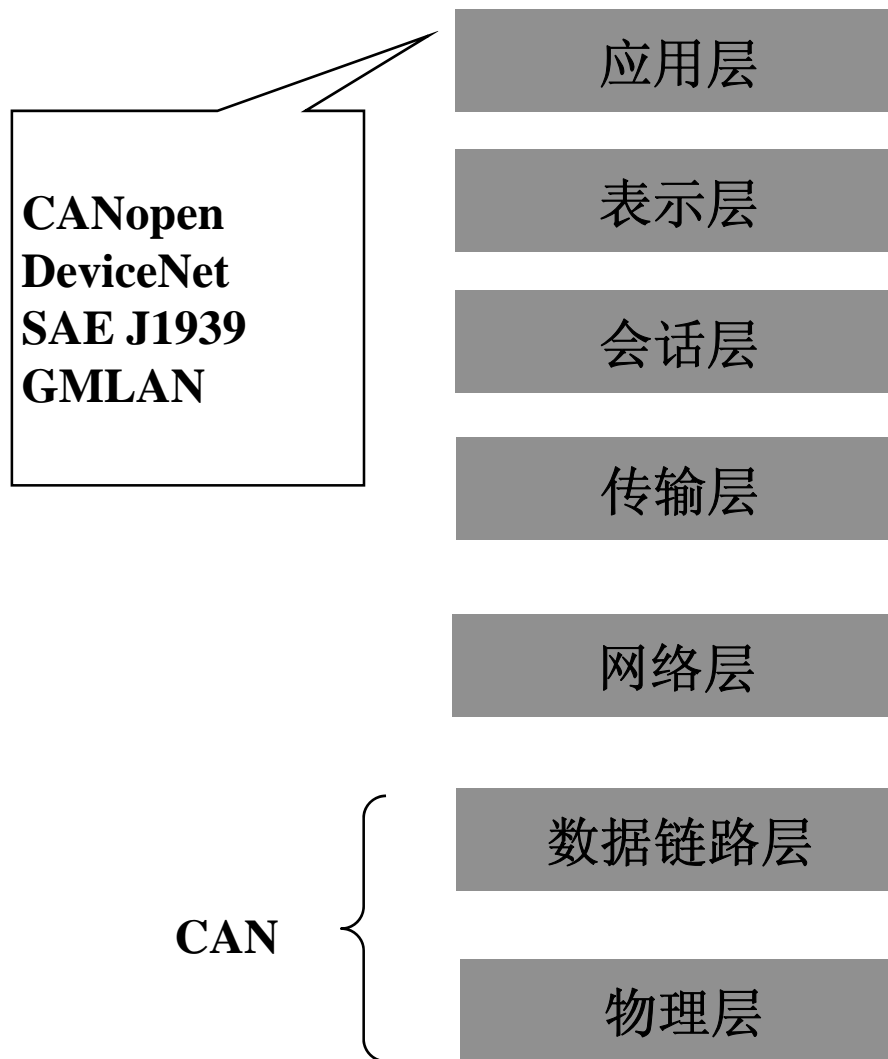 应用层
CANopen
DeviceNet
SAE J1939
GMLAN
表示层
会话层
传输层
网络层
数据链路层
CAN
物理层